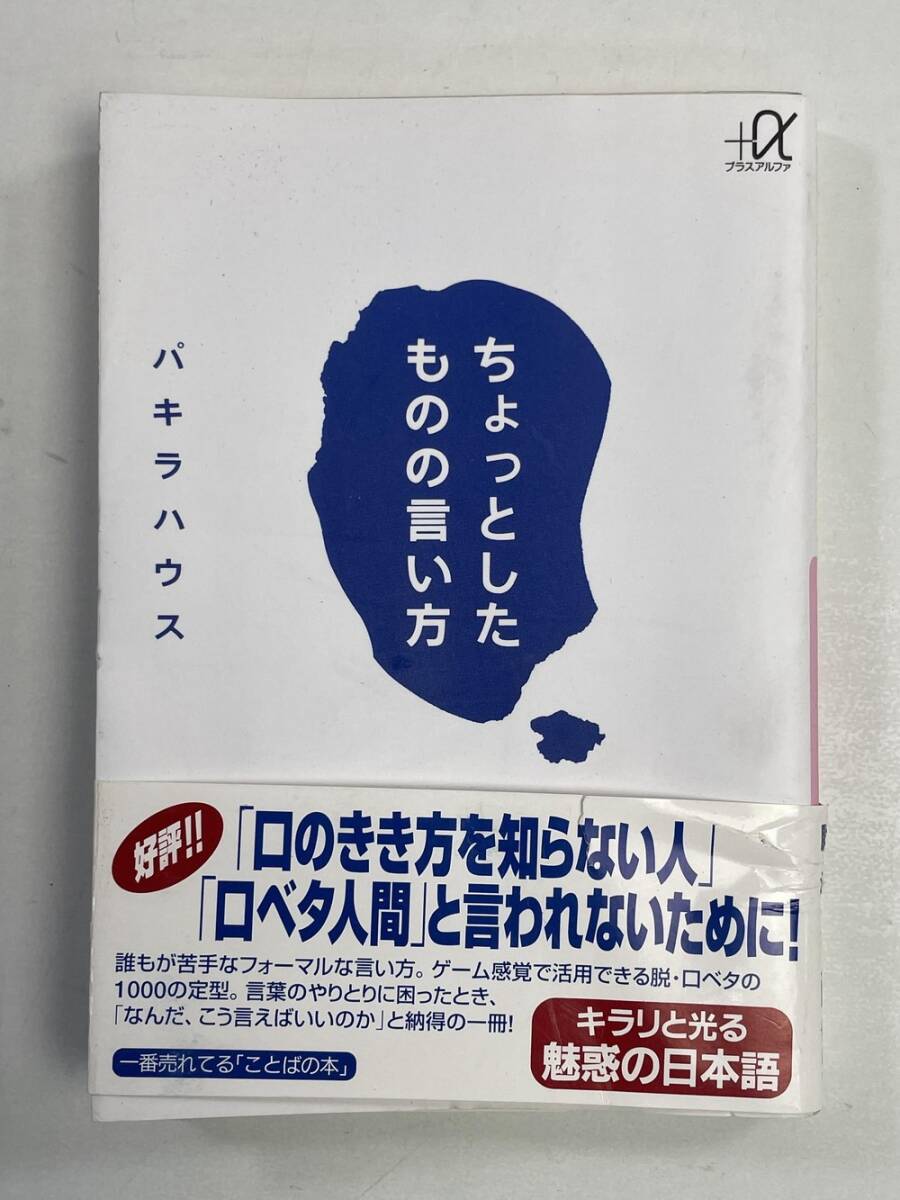 +α
プラスアルファ
ちょっとした
ものの言い方
パキラハウス
好評!!
「口のきき方を知らない人」
「口ベタ人間」と言われないために!
誰もが苦手なフォーマルな言い方。ゲーム感覚で活用できる脱・口ベタの
1000の定型。言葉のやりとりに困ったとき、
「なんだ、こう言えばいいのか」と納得の一冊!
一番売れてる「ことばの本」
キラリと光る
魅惑の日本語